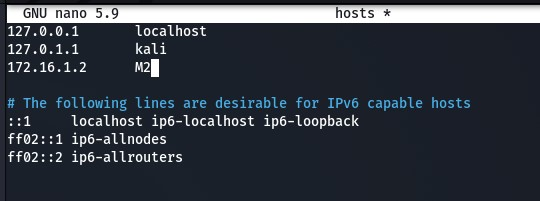 GNU nano 5.9 hosts *
127.0.0.1 localhost
127.0.1.1 kali
172.16.1.2 M2
# The following lines are desirable for IPv6 capable hosts
::1 localhost ip6-localhost ip6-loopback
ff02::1 ip6-allnodes
ff02::2 ip6-allrouters